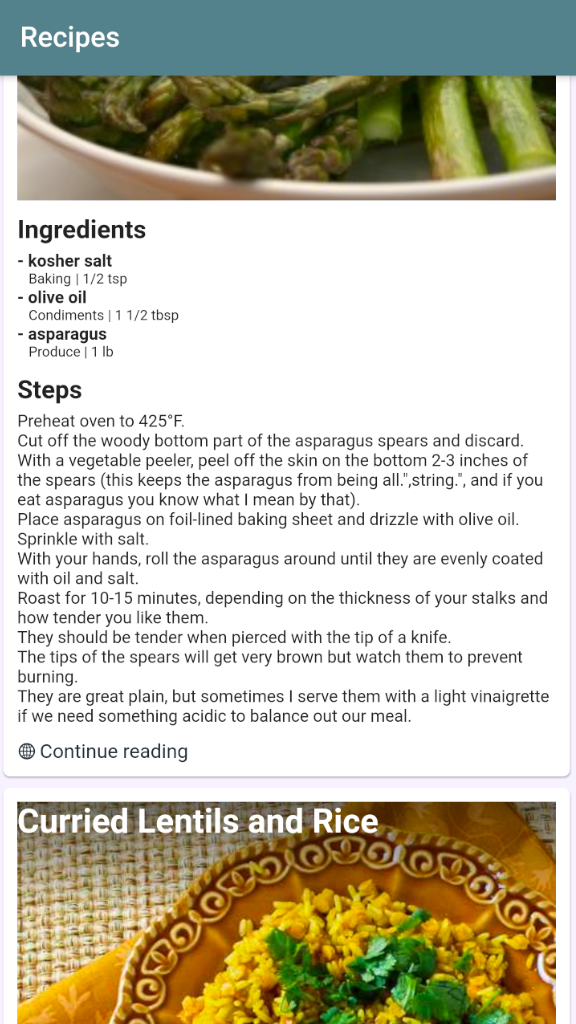 Recipes
Ingredients
- kosher salt
Baking | 1/2 tsp
- olive oil
Condiments | 1 1/2 tbsp
- asparagus
Produce | 1 lb
Steps
Preheat oven to 425°F.
Cut off the woody bottom part of the asparagus spears and discard.
With a vegetable peeler, peel off the skin on the bottom 2-3 inches of
the spears (this keeps the asparagus from being all.",string.", and if you
eat asparagus you know what I mean by that).
Place asparagus on foil-lined baking sheet and drizzle with olive oil.
Sprinkle with salt.
With your hands, roll the asparagus around until they are evenly coated
with oil and salt.
Roast for 10-15 minutes, depending on the thickness of your stalks and
how tender you like them.
They should be tender when pierced with the tip of a knife.
The tips of the spears will get very brown but watch them to prevent
burning.
They are great plain, but sometimes I serve them with a light vinaigrette
if we need something acidic to balance out our meal.
Continue reading
Curried Lentils and Rice